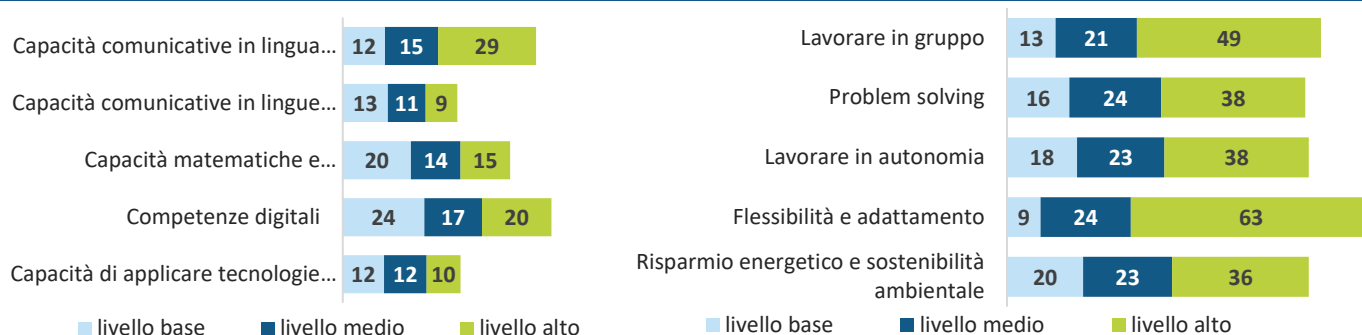 Capacità comunicative in lingua...
12 15 29
Capacità comunicative in lingue...
13 11 9
Capacità matematiche e...
20 14 15
Competenze digitali
24 17 20
Capacità di applicare tecnologie...
12 12 10
livello base livello medio livello alto
Lavorare in gruppo
13 21 49
Problem solving
16 24 38
Lavorare in autonomia
18 23 38
Flessibilità e adattamento
9 24 63
Risparmio energetico e sostenibilità
ambientale
20 23 36
livello base livello medio livello alto